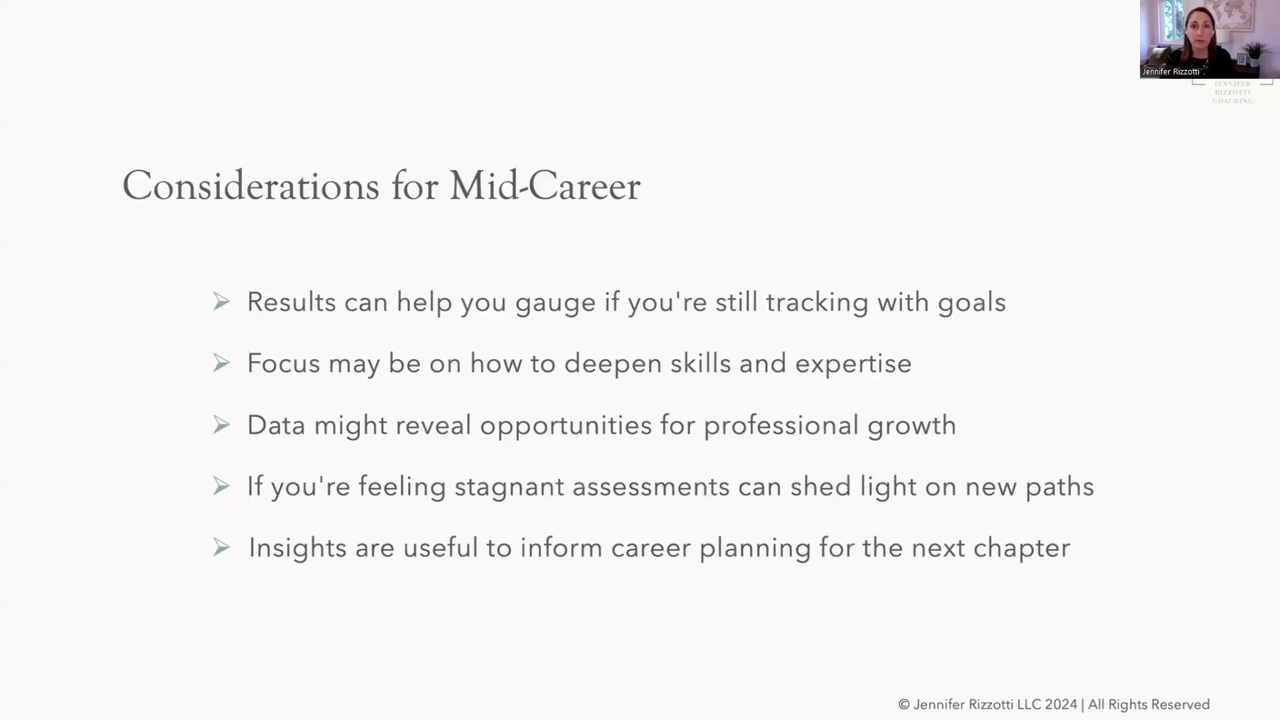 Jennifer Rizzotti
JENNIFER
RIZZOTTI
COACHING
Considerations for Mid-Career
Results can help you gauge if you're still tracking with goals
Focus may be on how to deepen skills and expertise
Data might reveal opportunities for professional growth
If you're feeling stagnant assessments can shed light on new paths
Insights are useful to inform career planning for the next chapter
© Jennifer Rizzotti LLC 2024 | All Rights Reserved